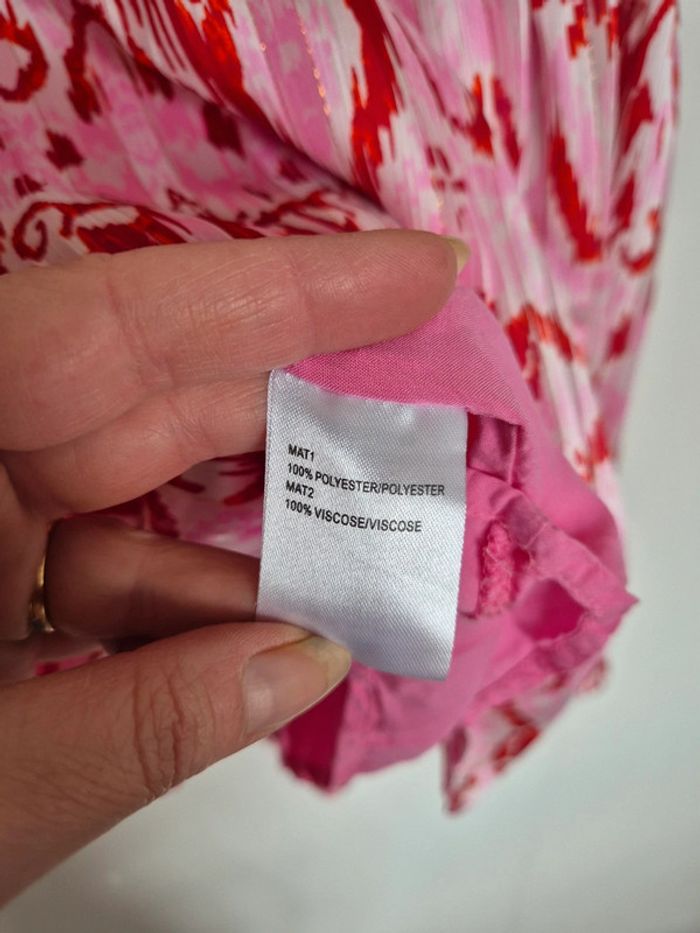 MAT1
100% POLYESTER/POLYESTER
MAT2
100% VISCOSE/VISCOSE